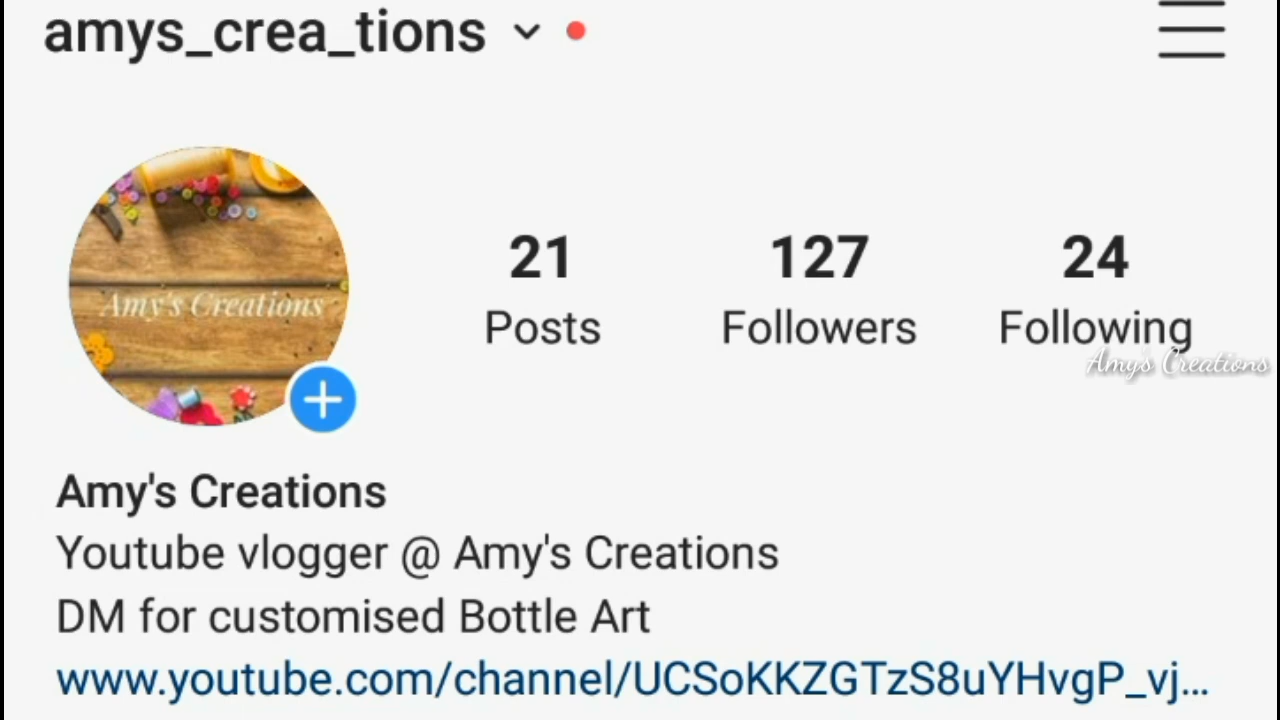 amys_crea_tions
Amy's Creations
21 127 24
Posts Followers Following
Amy's Creations
Amy's Creations
Youtube vlogger @ Amy's Creations
DM for customised Bottle Art
www.youtube.com/channel/UCSoKKZGTzS8uYHvgP_vj...